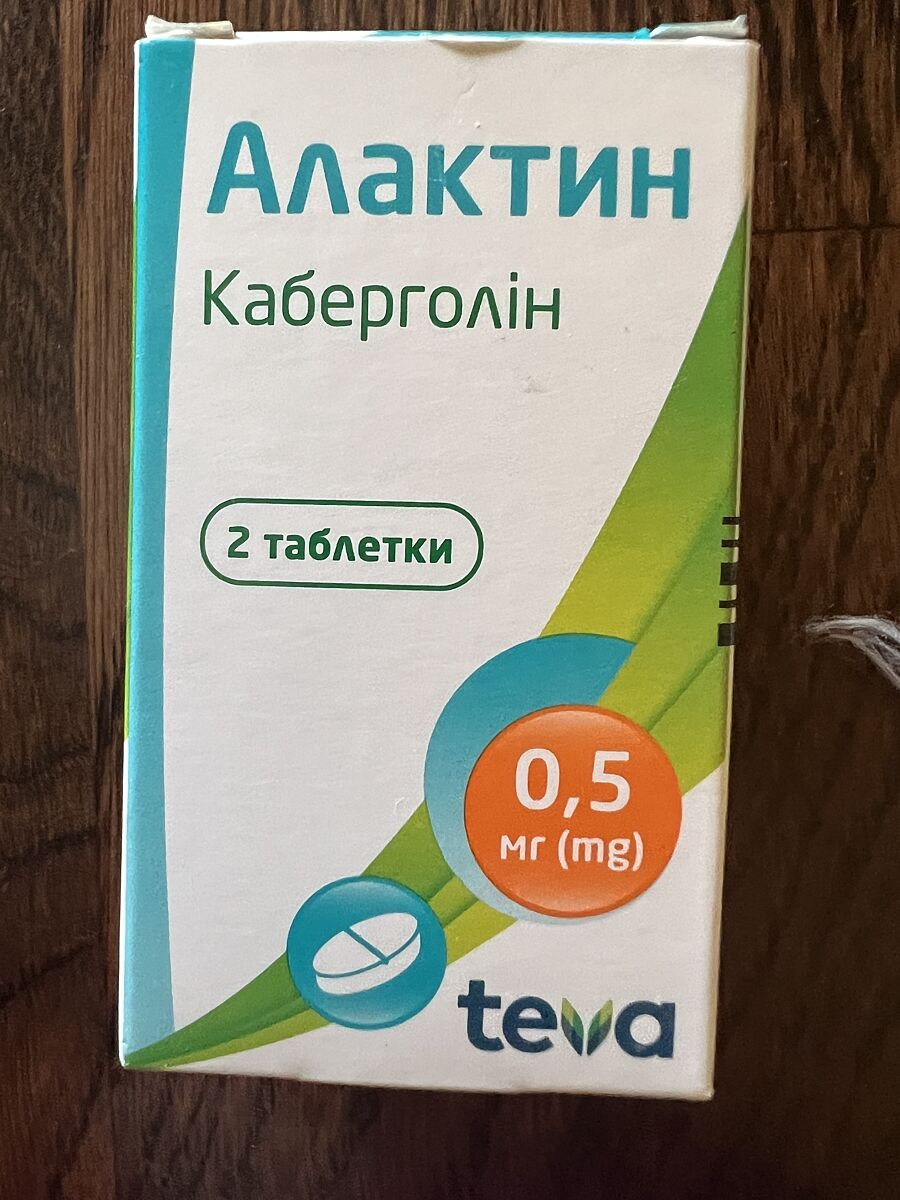 Алактин
Каберголін
2 таблетки
0,5
мг (mg)
teva